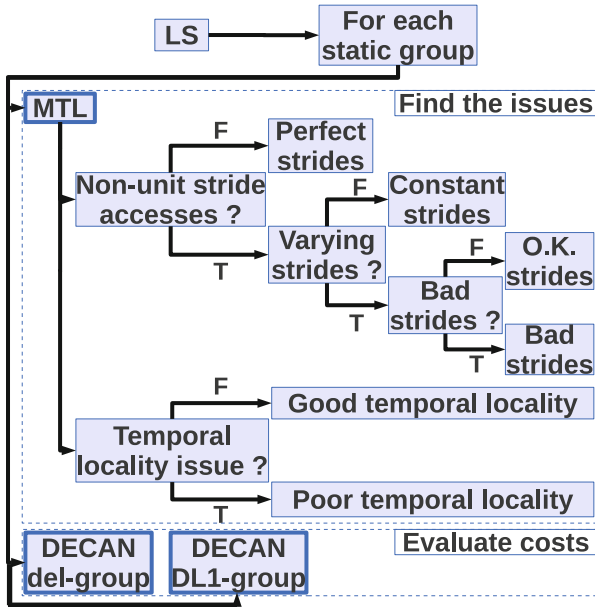 LS
For each
static group
MTL
Find the issues
F
Perfect
strides
Non-unit stride
accesses ?
T
F
Constant
strides
Varying
strides ?
T
F
O.K.
strides
Bad
strides ?
T
Bad
strides
F
Good temporal locality
Temporal
locality issue ?
T
Poor temporal locality
Evaluate costs
DECAN
del-group
DECAN
DL1-group